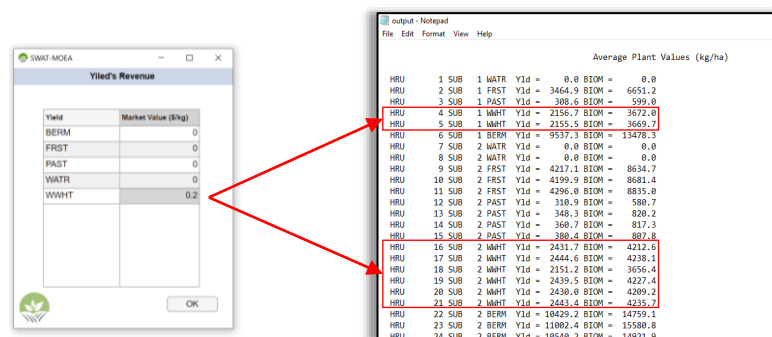 SWAT-MOEA
Yiled's Revenue
Yield Market Value ($/kg)
BERM 0
FRST 0
PAST 0
WATR 0
WWHT 0.2
OK
output - Notepad
File Edit Format View Help
Average Plant Values (kg/ha)
HRU 1 SUB 1 WATR Yld = 0.0 BIOM = 0.0
HRU 2 SUB 1 FRST Yld = 3464.9 BIOM = 6651.2
HRU 3 SUB 1 PAST Yld = 308.6 BIOM = 599.0
HRU 4 SUB 1 WWHT Yld = 2156.7 BIOM = 3672.0
HRU 5 SUB 1 WWHT Yld = 2155.5 BIOM = 3669.7
HRU 6 SUB 1 BERM Yld = 9537.3 BIOM = 13478.3
HRU 7 SUB 2 WATR Yld = 0.0 BIOM = 0.0
HRU 8 SUB 2 WATR Yld = 0.0 BIOM = 0.0
HRU 9 SUB 2 FRST Yld = 4217.1 BIOM = 8634.7
HRU 10 SUB 2 FRST Yld = 4199.9 BIOM = 8681.4
HRU 11 SUB 2 FRST Yld = 4296.0 BIOM = 8835.0
HRU 12 SUB 2 PAST Yld = 310.9 BIOM = 580.7
HRU 13 SUB 2 PAST Yld = 348.3 BIOM = 820.2
HRU 14 SUB 2 PAST Yld = 360.7 BIOM = 817.3
HRU 15 SUB 2 PAST Yld = 380.4 BIOM = 807.8
HRU 16 SUB 2 WWHT Yld = 2431.7 BIOM = 4212.6
HRU 17 SUB 2 WWHT Yld = 2444.6 BIOM = 4238.1
HRU 18 SUB 2 WWHT Yld = 2151.2 BIOM = 3656.4
HRU 19 SUB 2 WWHT Yld = 2439.5 BIOM = 4227.4
HRU 20 SUB 2 WWHT Yld = 2430.0 BIOM = 4209.2
HRU 21 SUB 2 WWHT Yld = 2443.4 BIOM = 4235.7
HRU 22 SUB 2 BERM Yld = 10429.2 BIOM = 14759.1
HRU 23 SUB 2 BERM Yld = 11002.4 BIOM = 15580.8
HRU 24 SUB 2 BERM Yld = 10540.2 BIOM = 14921.9